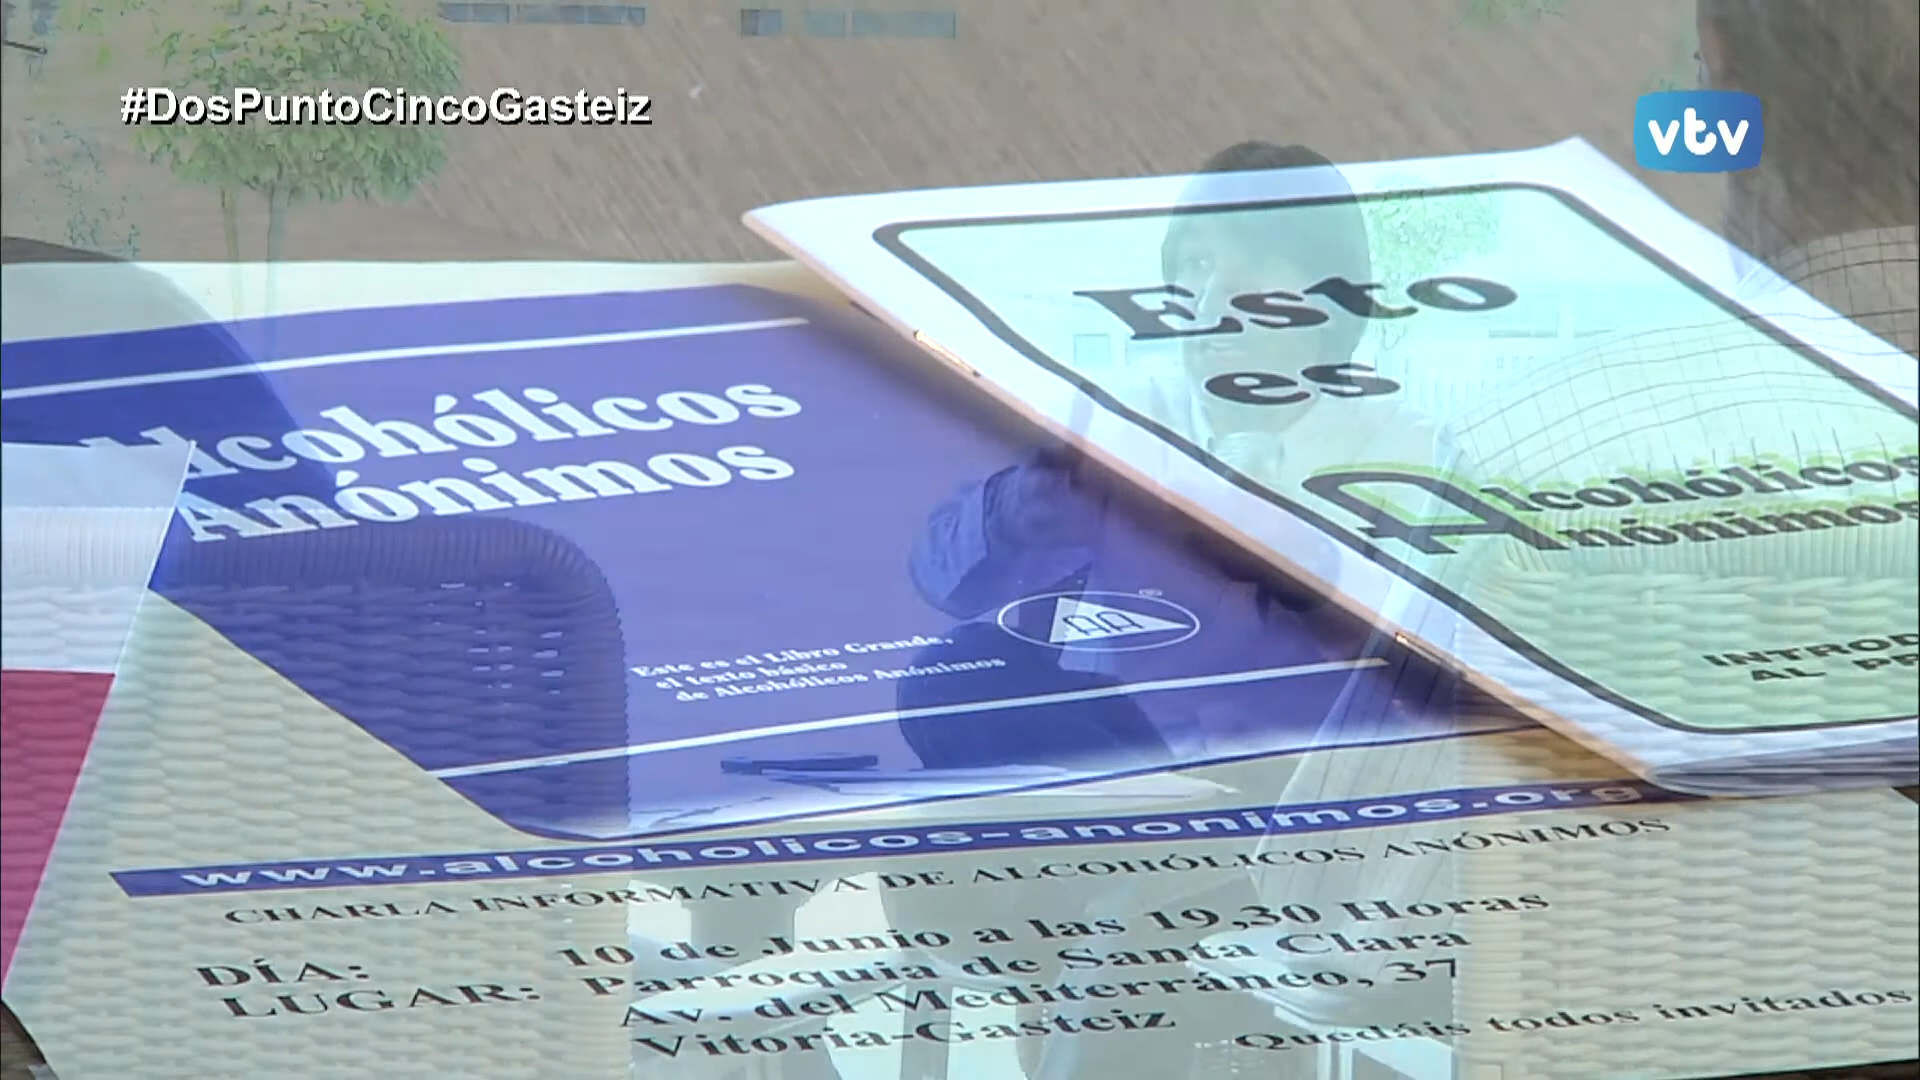 #DosPuntoCincoGasteiz
vtv
Esto
es
Alcohólicos
Anónimos
Alcohólicos
Anónimos
AA
Este es el Libro Grande,
el texto básico
de Alcohólicos Anónimos
www.alcoholicos-anonimos.org
CHARLA INFORMATIVA DE ALCOHÓLICOS ANÓNIMOS
DÍA: 10 de Junio a las 19,30 Horas
LUGAR: Parroquia de Santa Clara
Av. del Mediterráneo, 37
Vitoria-Gasteiz
Quedáis todos invitados